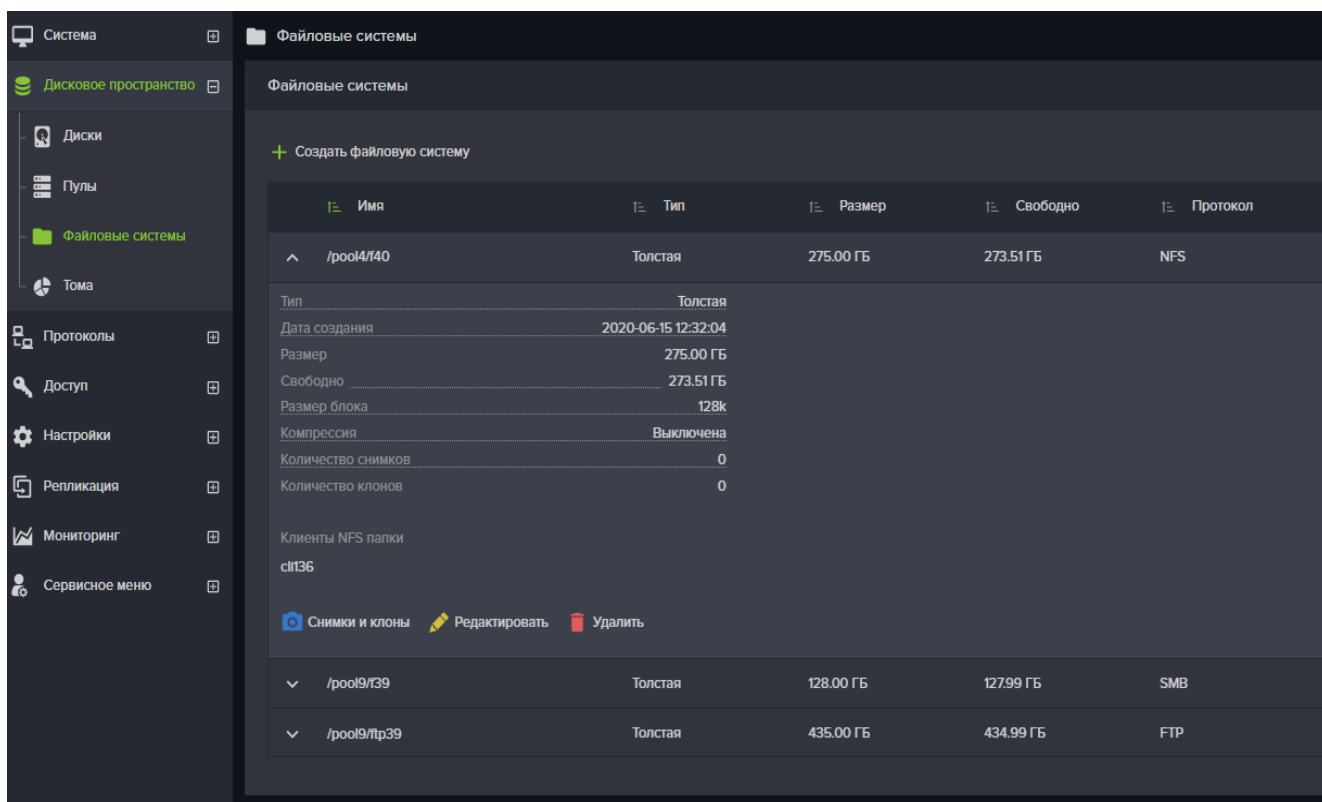 Система
Файловые системы
Дисковое пространство
Файловые системы
Диски
Создать файловую систему
Пулы
Имя Тип Размер Свободно Протокол
Файловые системы
/pool4/f40 Толстая 275.00 ГБ 273.51 ГБ NFS
Тома
Тип Толстая
Дата создания 2020-06-15 12:32:04
Протоколы
Размер 275.00 ГБ
Свободно 273.51 ГБ
Доступ
Размер блока 128k
Настройки
Компрессия Выключена
Количество снимков 0
Репликация
Количество клонов 0
Мониторинг
Клиенты NFS папки
cli136
Сервисное меню
Снимки и клоны Редактировать Удалить
/pool9/f39 Толстая 128.00 ГБ 127.99 ГБ SMB
/pool9/ftp39 Толстая 435.00 ГБ 434.99 ГБ FTP